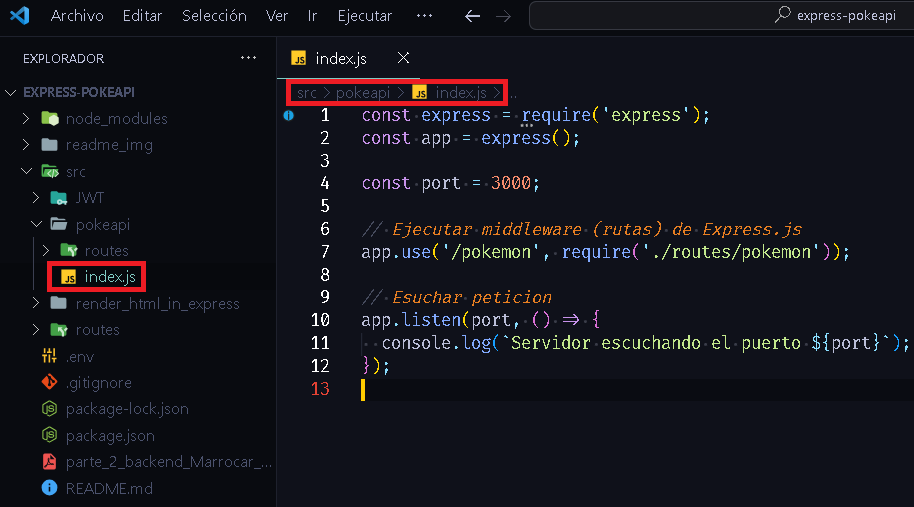 Archivo Editar Selección Ver Ir Ejecutar ··· express-pokeapi
EXPLORADOR ···
EXPRESS-POKEAPI
node_modules
readme_img
src
JWT
pokeapi
routes
index.js
render_html_in_express
routes
.env
.gitignore
package-lock.json
package.json
parte_2_backend_Marrocar_...
README.md
index.js
src > pokeapi > index.js > ...
1 const express = require('express');
2 const app = express();
3
4 const port = 3000;
5
6 // Ejecutar middleware (rutas) de Express.js
7 app.use('/pokemon', require('./routes/pokemon'));
8
9 // Esuchar peticion
10 app.listen(port, () => {
11 console.log(`Servidor escuchando el puerto ${port}`);
12 });
13